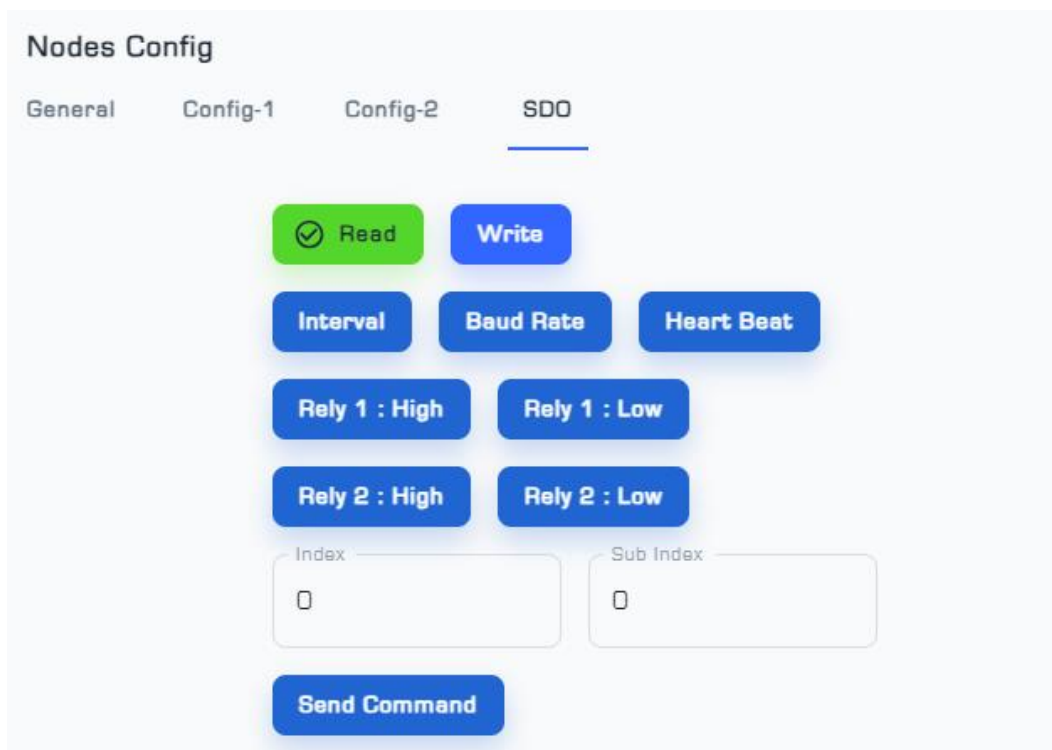 Nodes Config
General Config-1 Config-2 SDO
Read Write
Interval Baud Rate Heart Beat
Rely 1 : High Rely 1 : Low
Rely 2 : High Rely 2 : Low
Index Sub Index
0 0
Send Command